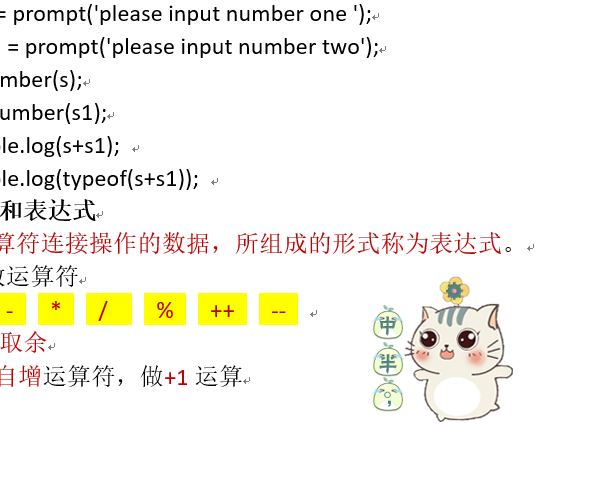 = prompt('please input number one ');
= prompt('please input number two');
mber(s);
umber(s1);
le.log(s+s1);
le.log(typeof(s+s1));
和表达式
算符连接操作的数据，所组成的形式称为表达式。
运算符
- * / % ++ --
取余
自增运算符，做+1 运算
中
半
；